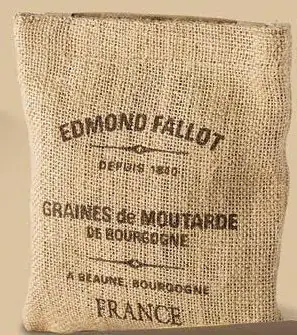 EDMOND FALLOT
DEPUIS 1840
GRAINES de MOUTARDE
DE BOURGOGNE
A BEAUNE, BOURGOGNE
FRANCE